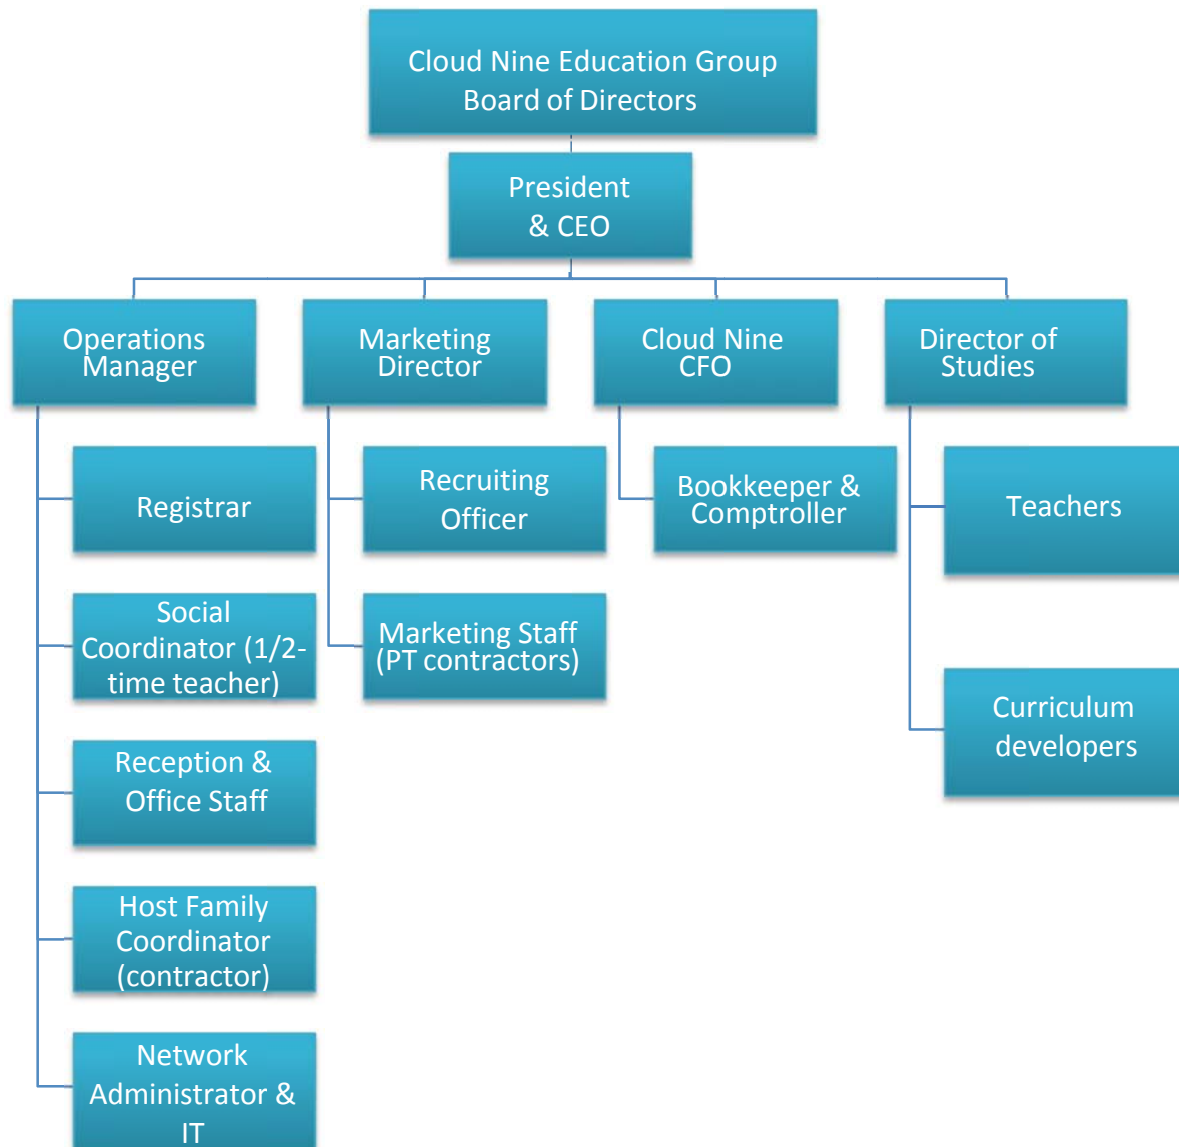 Cloud Nine Education Group
Board of Directors
President
& CEO
Operations
Manager
Marketing
Director
Cloud Nine
CFO
Director of
Studies
Registrar
Social
Coordinator (1/2-
time teacher)
Reception &
Office Staff
Host Family
Coordinator
(contractor)
Network
Administrator &
IT
Recruiting
Officer
Marketing Staff
(PT contractors)
Bookkeeper &
Comptroller
Teachers
Curriculum
developers